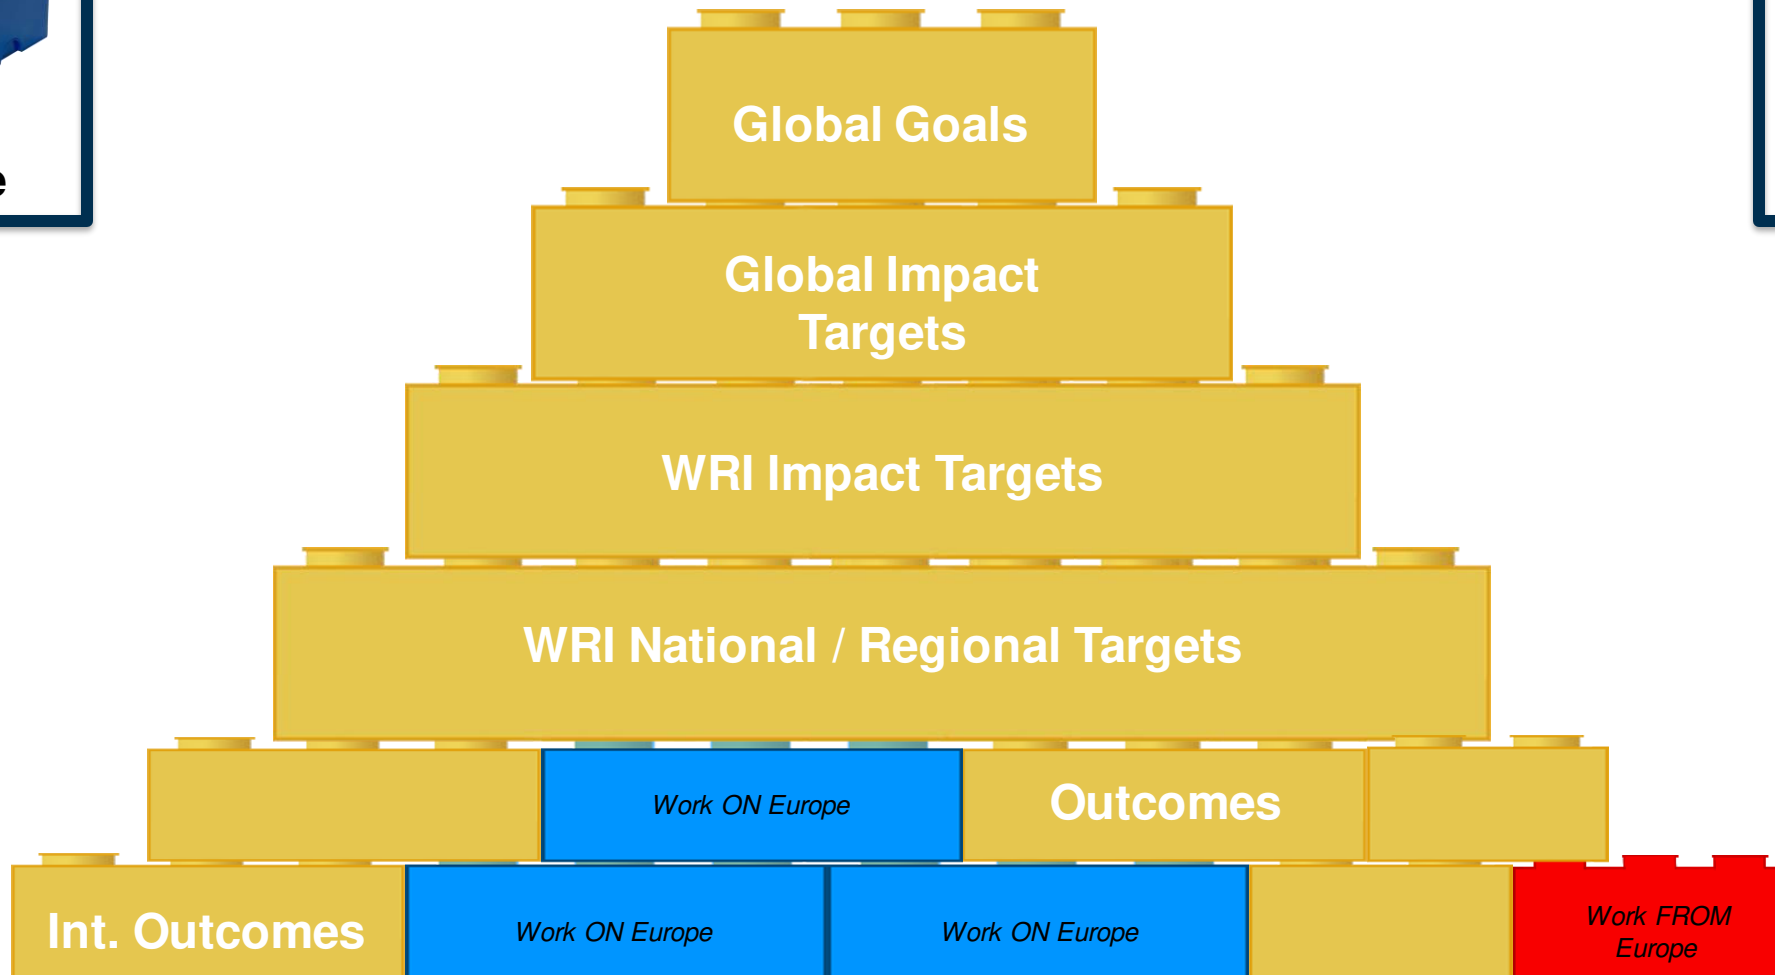 e
Global Goals
Global Impact
Targets
WRI Impact Targets
WRI National / Regional Targets
Work ON Europe
Outcomes
Int. Outcomes
Work ON Europe
Work ON Europe
Work FROM
Europe